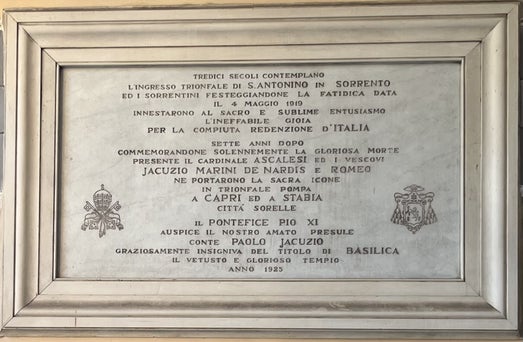 TREDICI SECOLI CONTEMPLANO
L'INGRESSO TRIONFALE DI S. ANTONINO IN SORRENTO
ED I SORRENTINI FESTEGGIANDONE LA FATIDICA DATA
IL 4 MAGGIO 1919
INNESTARONO AL SACRO E SUBLIME ENTUSIASMO
L'INEFFABILE GIOIA
PER LA COMPIUTA REDENZIONE D'ITALIA
SETTE ANNI DOPO
COMMEMORANDONE SOLENNEMENTE LA GLORIOSA MORTE
PRESENTE IL CARDINALE ASCALESI ED I VESCOVI
JACUZIO MARINI DE NARDIS E ROMEO
NE PORTARONO LA SACRA ICONE
IN TRIONFALE POMPA
A CAPRI ED A STABIA
CITTÁ SORELLE
IL PONTEFICE PIO XI
AUSPICE IL NOSTRO AMATO PRESULE
CONTE PAOLO JACUZIO
GRAZIOSAMENTE INSIGNIVA DEL TITOLO DI BASILICA
IL VETUSTO E GLORIOSO TEMPIO
ANNO 1925